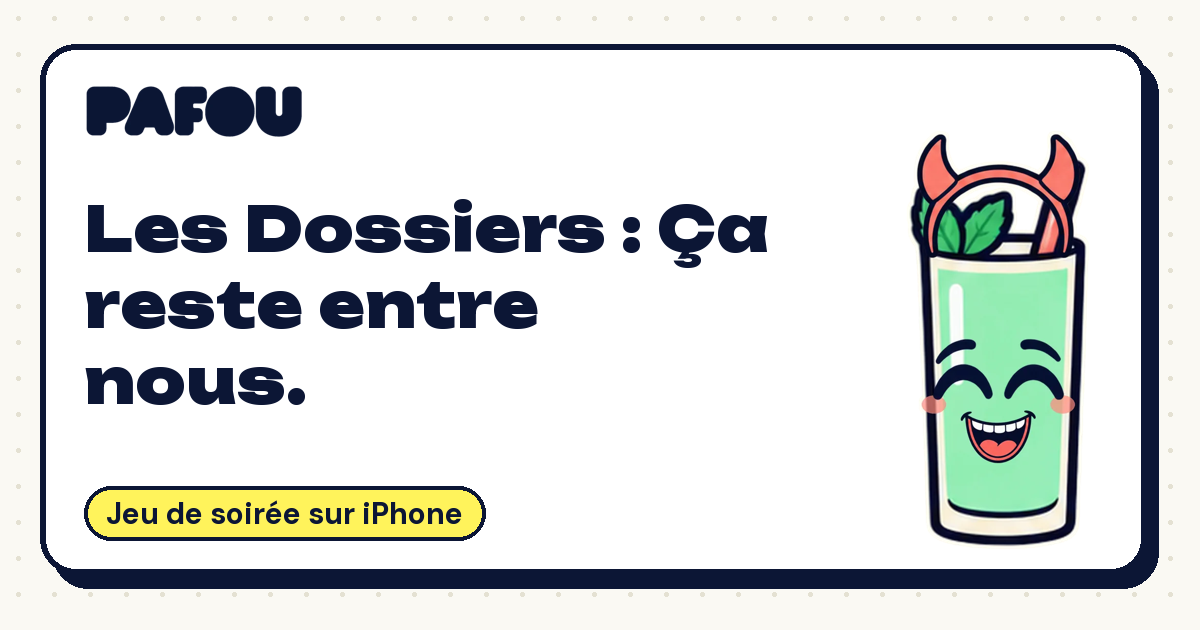 PAFOU
Les Dossiers : Ça
reste entre
nous.
Jeu de soirée sur iPhone